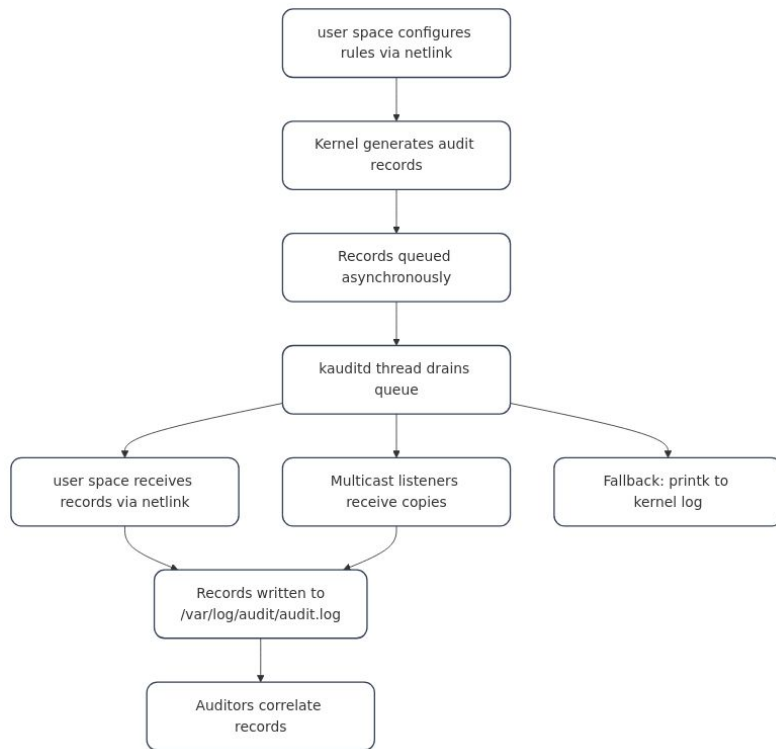 user space configures
rules via netlink
Kernel generates audit
records
Records queued
asynchronously
kauditd thread drains
queue
user space receives
records via netlink
Multicast listeners
receive copies
Fallback: printk to
kernel log
Records written to
/var/log/audit/audit.log
Auditors correlate
records